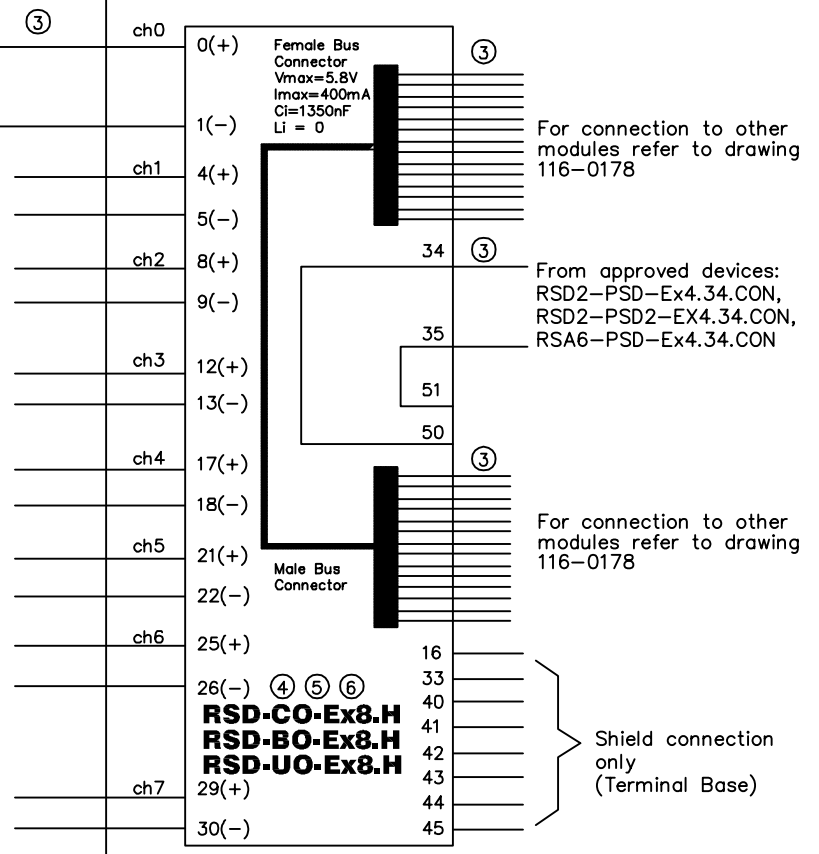 3
ch0
0(+)
1(−)
ch1
4(+)
5(−)
ch2
8(+)
9(−)
ch3
12(+)
13(−)
ch4
17(+)
18(−)
ch5
21(+)
22(−)
ch6
25(+)
26(−)
4 5 6
RSD-CO-Ex8.H
RSD-BO-Ex8.H
RSD-UO-Ex8.H
ch7
29(+)
30(−)
Female Bus
Connector
Vmax=5.8V
Imax=400mA
Ci=1350nF
Li = 0
3
For connection to other
modules refer to drawing
116−0178
34
3
35
51
50
From approved devices:
RSD2−PSD−Ex4.34.CON,
RSD2−PSD2−EX4.34.CON,
RSA6−PSD−Ex4.34.CON
3
Male Bus
Connector
For connection to other
modules refer to drawing
116−0178
16
33
40
41
42
43
44
45
Shield connection
only
(Terminal Base)